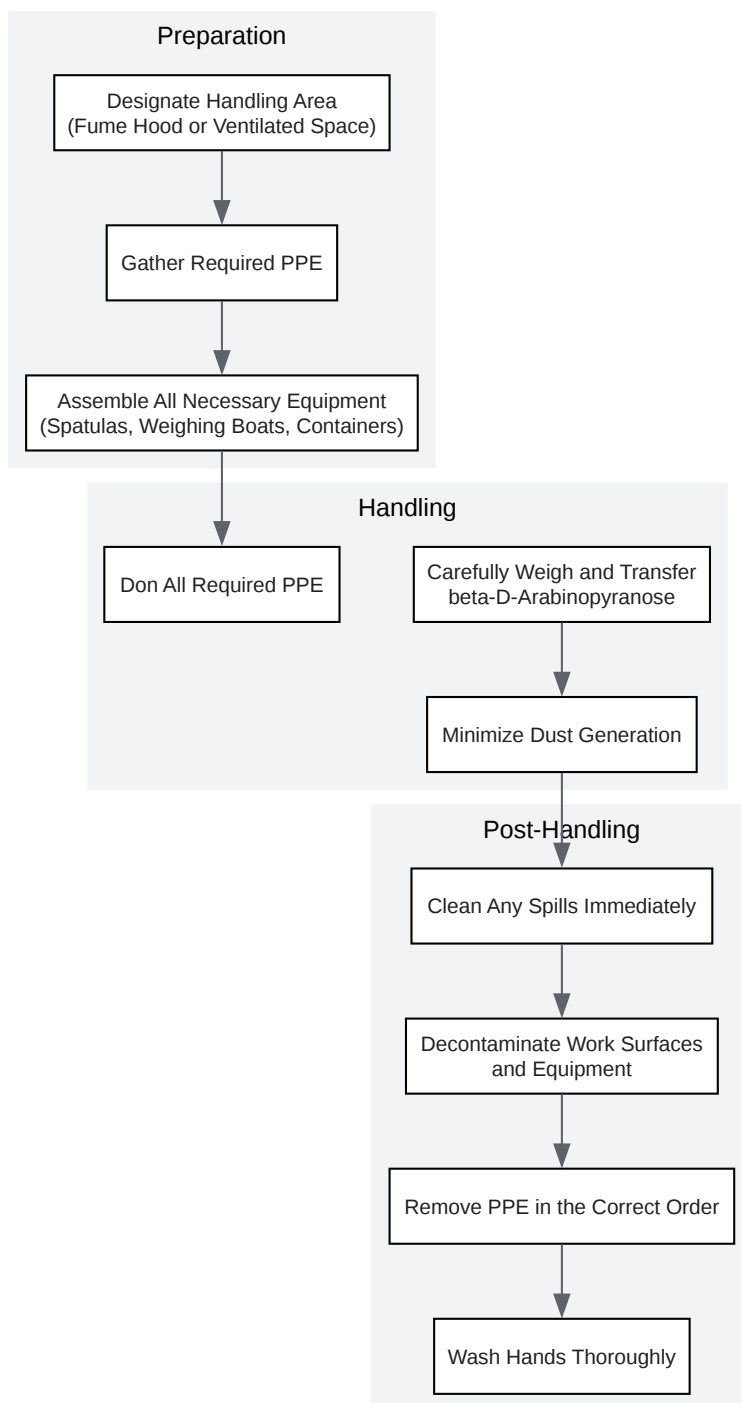 Preparation
Designate Handling Area
(Fume Hood or Ventilated Space)
Gather Required PPE
Assemble All Necessary Equipment
(Spatulas, Weighing Boats, Containers)
Handling
Don All Required PPE
Carefully Weigh and Transfer
beta-D-Arabinopyranose
Minimize Dust Generation
Post-Handling
Clean Any Spills Immediately
Decontaminate Work Surfaces
and Equipment
Remove PPE in the Correct Order
Wash Hands Thoroughly